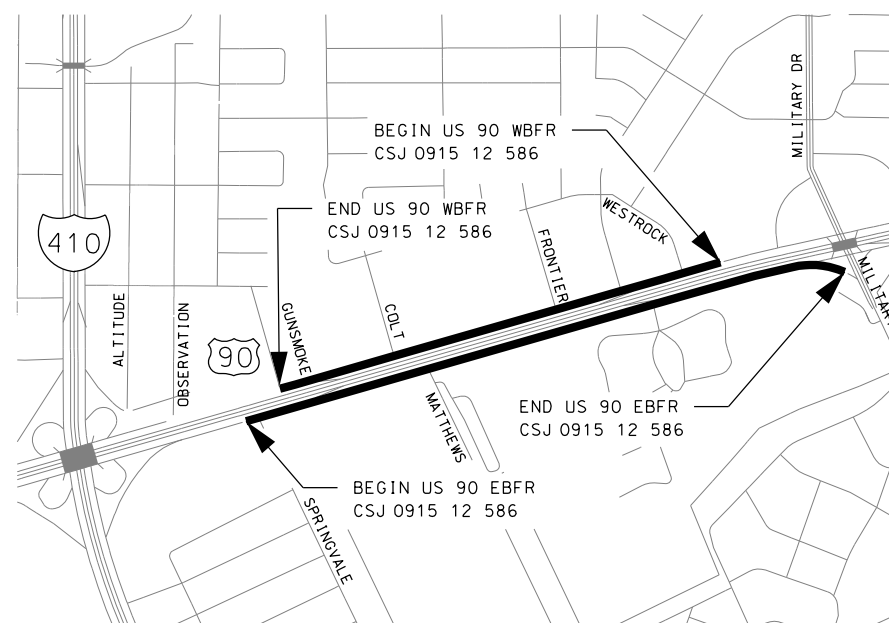 MILITARY DR
BEGIN US 90 WBFR
CSJ 0915 12 586
END US 90 WBFR
CSJ 0915 12 586
WESTROCK
410
FRONTIER
MILITAR
ALTITUDE
OBSERVATION
90
GUNSMOKE
COLT
MATTHEWS
END US 90 EBFR
CSJ 0915 12 586
BEGIN US 90 EBFR
CSJ 0915 12 586
SPRINGVALE